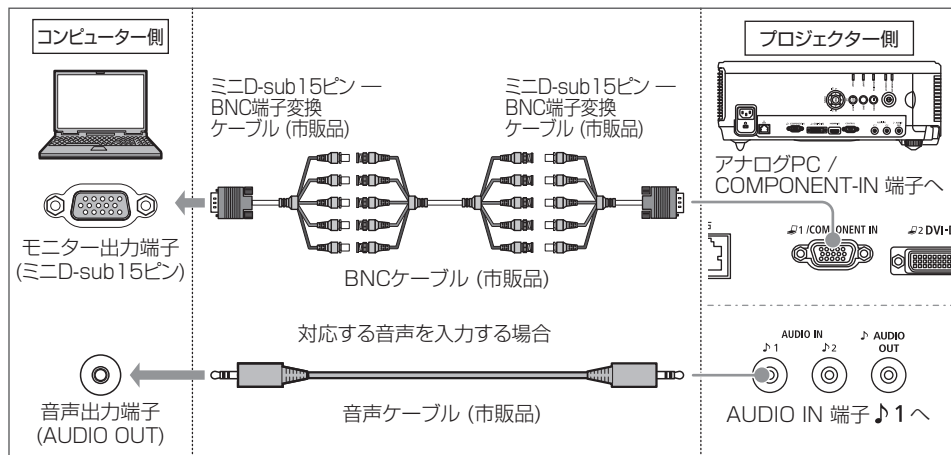 コンピューター側
プロジェクター側
ミニD-sub15ピン ―
BNC端子変換
ケーブル (市販品)
ミニD-sub15ピン ―
BNC端子変換
ケーブル (市販品)
アナログPC /
COMPONENT-IN 端子へ
1 /COMPONENT IN
2 DVI-I
モニター出力端子
(ミニD-sub15ピン)
BNCケーブル (市販品)
対応する音声を入力する場合
AUDIO IN
♪ AUDIO
OUT
♪1
♪2
音声出力端子
(AUDIO OUT)
音声ケーブル (市販品)
AUDIO IN 端子 ♪ 1 へ